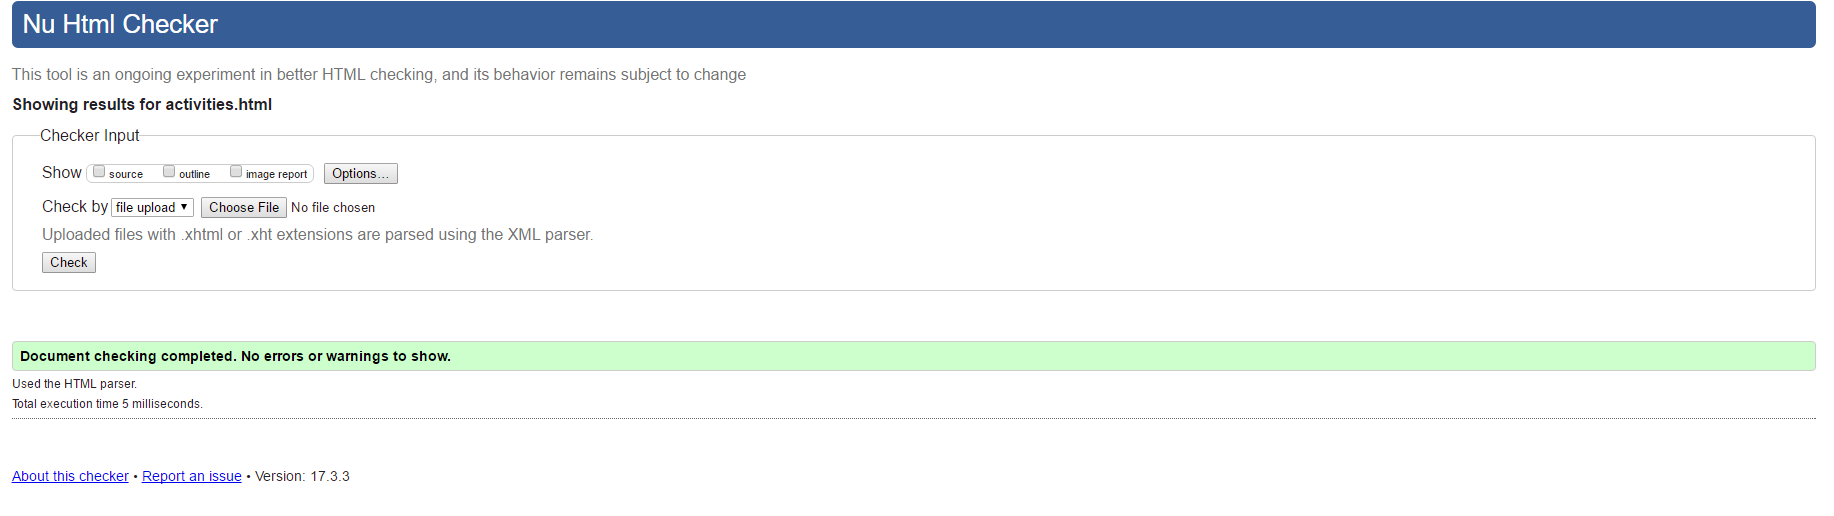 Nu Html Checker
This tool is an ongoing experiment in better HTML checking, and its behavior remains subject to change
Showing results for activities.html
Checker Input
Show source outline image report Options...
Check by file upload Choose File No file chosen
Uploaded files with .xhtml or .xht extensions are parsed using the XML parser.
Check
Document checking completed. No errors or warnings to show.
Used the HTML parser.
Total execution time 5 milliseconds.
About this checker • Report an issue • Version: 17.3.3